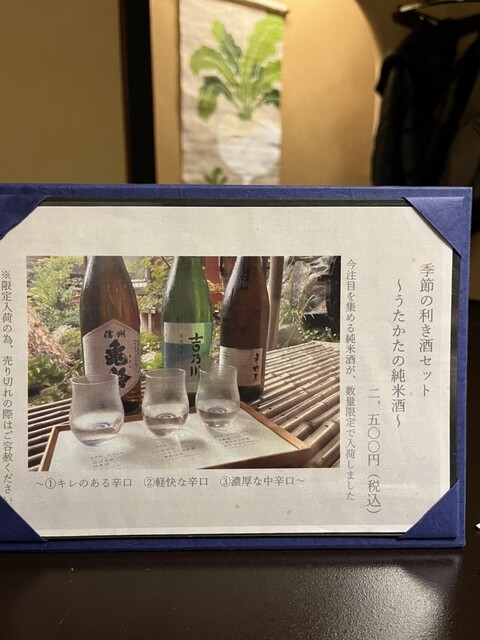 季節の利き酒セット
～うたかたの純米酒～
二、五〇〇円（税込）
今注目を集める純米酒が、数量限定で入荷しました
信州
亀齢
吉乃川
～①キレのある辛口　②軽快な辛口　③濃厚な中辛口～
※限定入荷の為、売り切れの際はご容赦ください